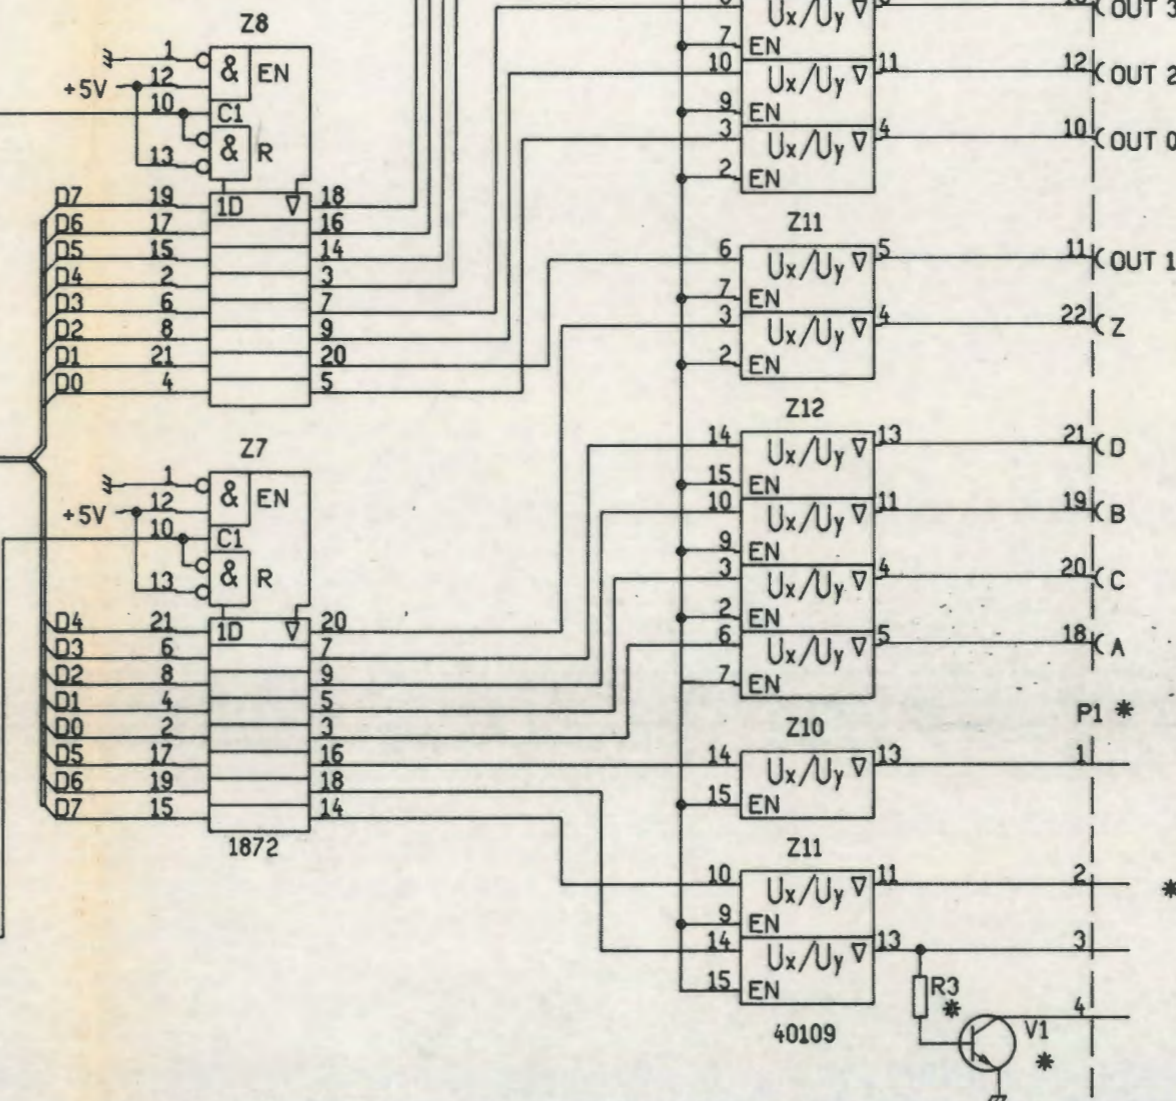 Z8
1
12
+5V
10
13
&
EN
C1
&
R
D7 19
D6 17
D5 15
D4 2
D3 6
D2 8
D1 21
D0 4
1D ▽
18
16
14
3
7
9
20
5
Z7
1
12
+5V
10
13
&
EN
C1
&
R
D4 21
D3 6
D2 8
D1 4
D0 2
D5 17
D6 19
D7 15
1D ▽
20
7
9
5
3
16
18
14
1872
Ux/Uy ▽ OUT 3
7 EN
10 Ux/Uy ▽ 11 12 OUT 2
9 EN
3 Ux/Uy ▽ 4 10 OUT 0
2 EN
Z11
6 Ux/Uy ▽ 5 11 OUT 1
7 EN
3 Ux/Uy ▽ 4 22 Z
2 EN
Z12
14 Ux/Uy ▽ 13 21 D
15 EN
10 Ux/Uy ▽ 11 19 B
9 EN
3 Ux/Uy ▽ 4 20 C
2 EN
6 Ux/Uy ▽ 5 18 A
7 EN
P1 *
Z10
14 Ux/Uy ▽ 13 1
15 EN
Z11
10 Ux/Uy ▽ 11 2
*
9 EN
14 Ux/Uy ▽ 13 3
15 EN
R3
*
4
V1
*
40109